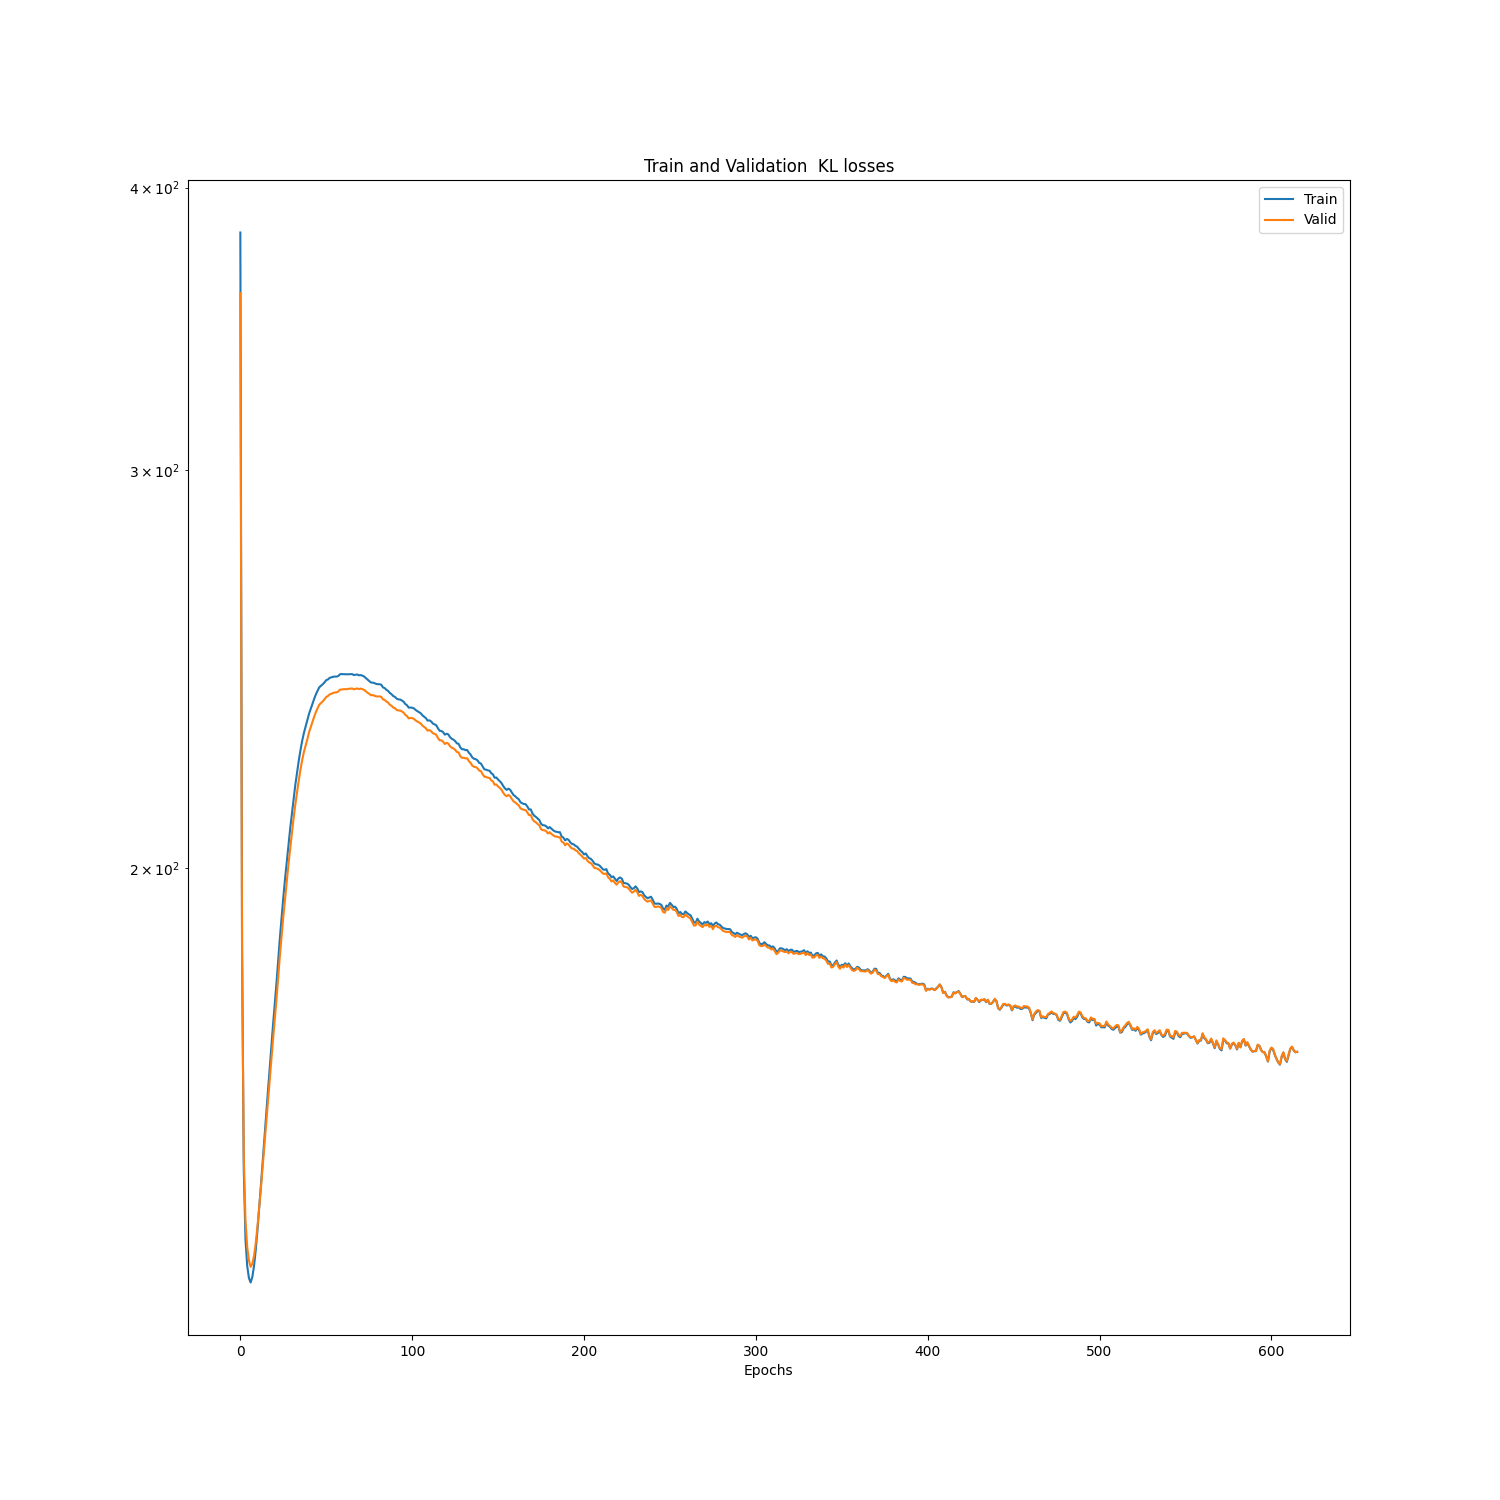 Train and Validation  KL losses
4 × 10²
3 × 10²
2 × 10²
Train
Valid
0 100 200 300 400 500 600
Epochs